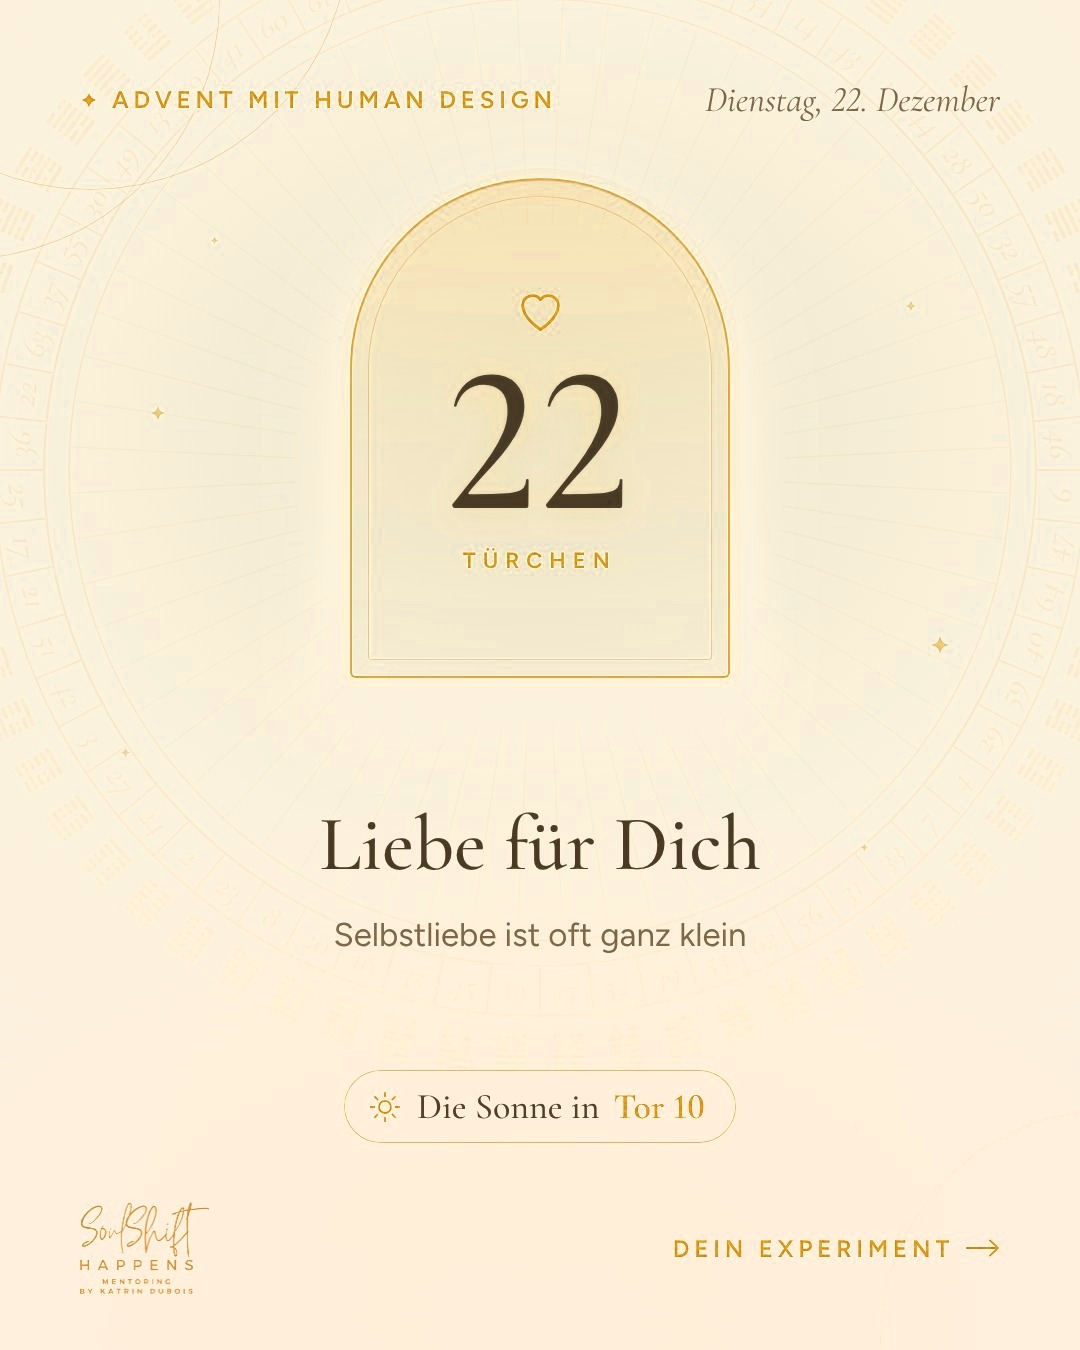 ADVENT MIT HUMAN DESIGN
Dienstag, 22. Dezember
22
TÜRCHEN
Liebe für Dich
Selbstliebe ist oft ganz klein
Die Sonne in Tor 10
SoulShift
HAPPENS
MENTORING
BY KATRIN DUBOIS
DEIN EXPERIMENT →